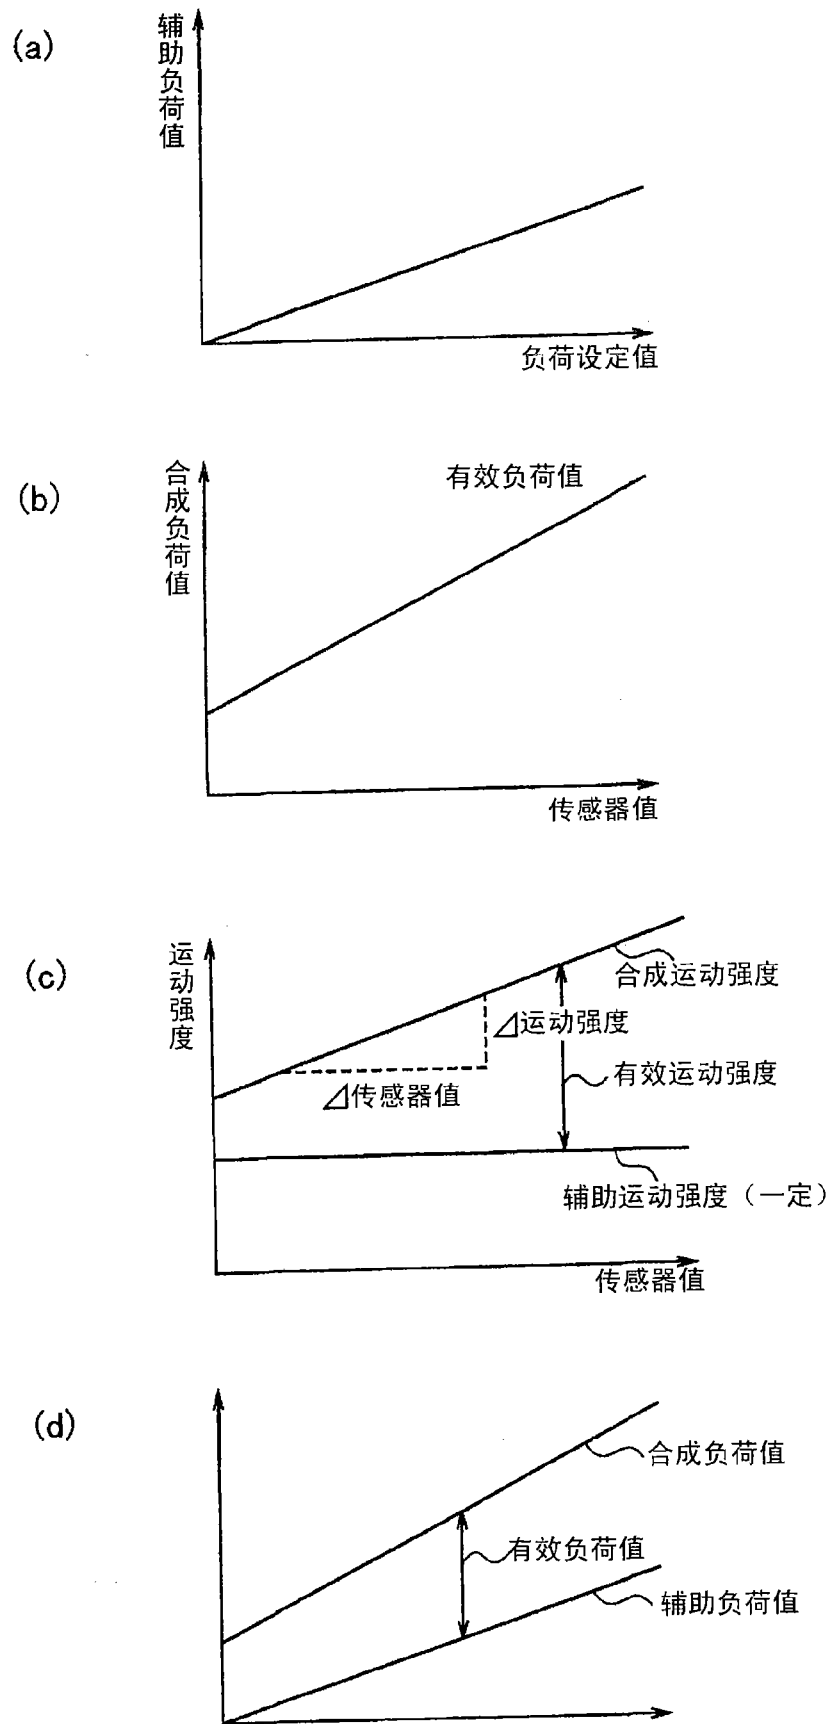 (a)
辅助负荷值
负荷设定值
(b)
合成负荷值
有效负荷值
传感器值
(c)
运动强度
合成运动强度
⊿运动强度
有效运动强度
⊿传感器值
辅助运动强度（一定）
传感器值
(d)
合成负荷值
有效负荷值
辅助负荷值